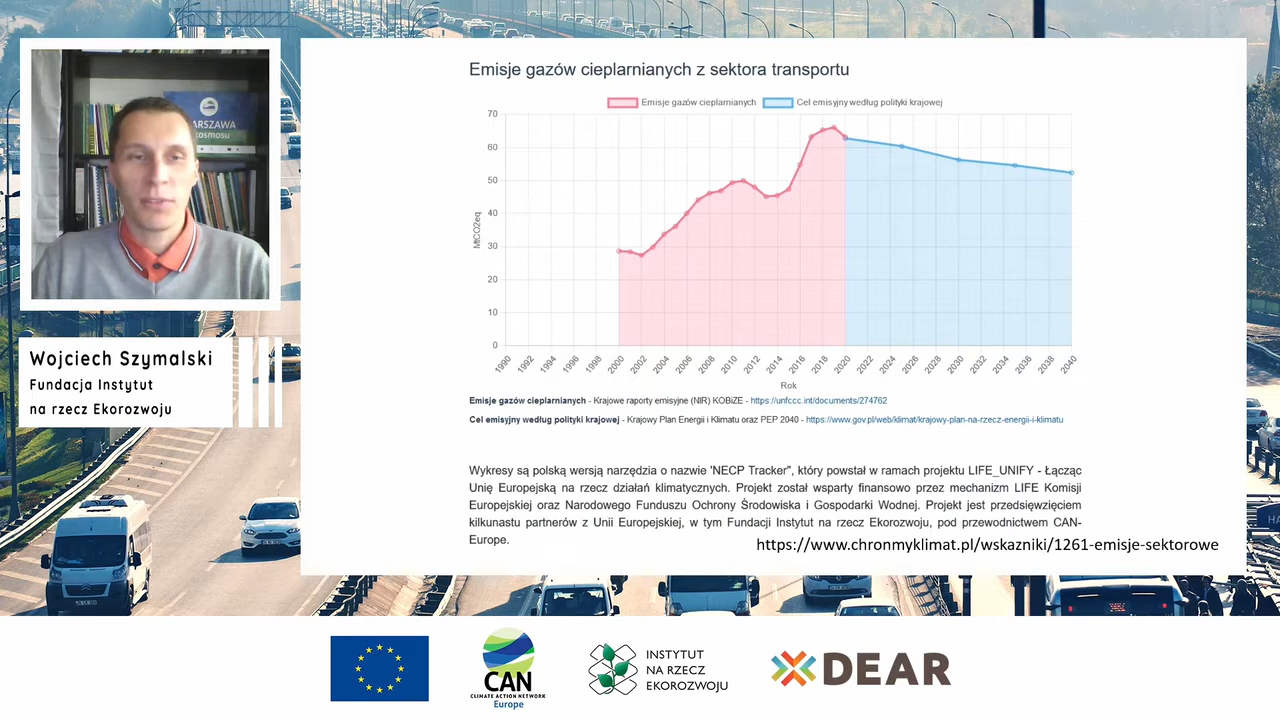 ARSZAWA
kosmosu
Wojciech Szymalski
Fundacja Instytut
na rzecz Ekorozwoju
Emisje gazów cieplarnianych z sektora transportu
Emisje gazów cieplarnianych
Cel emisyjny według polityki krajowej
70
60
50
40
30
20
10
0
MtCO2eq
1990 1992 1994 1996 1998 2000 2002 2004 2006 2008 2010 2012 2014 2016 2018 2020 2022 2024 2026 2028 2030 2032 2034 2036 2038 2040
Rok
Emisje gazów cieplarnianych - Krajowe raporty emisyjne (NIR) KOBiZE - https://unfccc.int/documents/274762
Cel emisyjny według polityki krajowej - Krajowy Plan Energii i Klimatu oraz PEP 2040 - https://www.gov.pl/web/klimat/krajowy-plan-na-rzecz-energii-i-klimatu
Wykresy są polską wersją narzędzia o nazwie 'NECP Tracker", który powstał w ramach projektu LIFE_UNIFY - Łącząc
Unię Europejską na rzecz działań klimatycznych. Projekt został wsparty finansowo przez mechanizm LIFE Komisji
Europejskiej oraz Narodowego Funduszu Ochrony Środowiska i Gospodarki Wodnej. Projekt jest przedsięwzięciem
kilkunastu partnerów z Unii Europejskiej, w tym Fundacji Instytut na rzecz Ekorozwoju, pod przewodnictwem CAN-
Europe.
https://www.chronmyklimat.pl/wskazniki/1261-emisje-sektorowe
CAN
CLIMATE ACTION NETWORK
Europe
INSTYTUT
NA RZECZ
EKOROZWOJU
DEAR